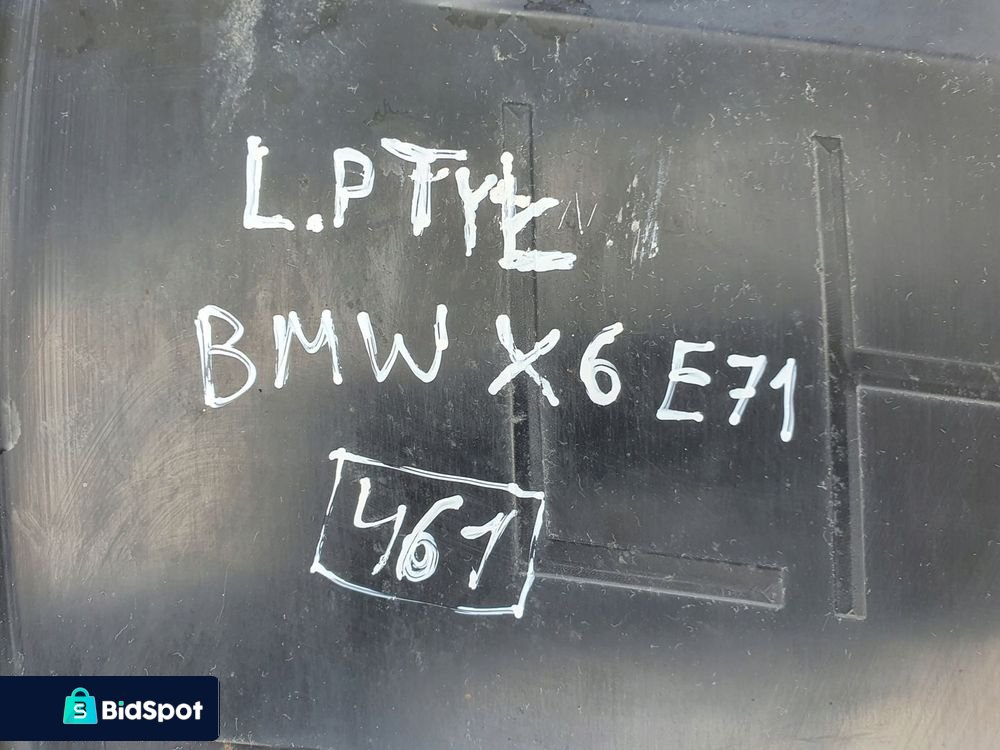 L.P TYŁ
BMW X6 E71
461
BidSpot